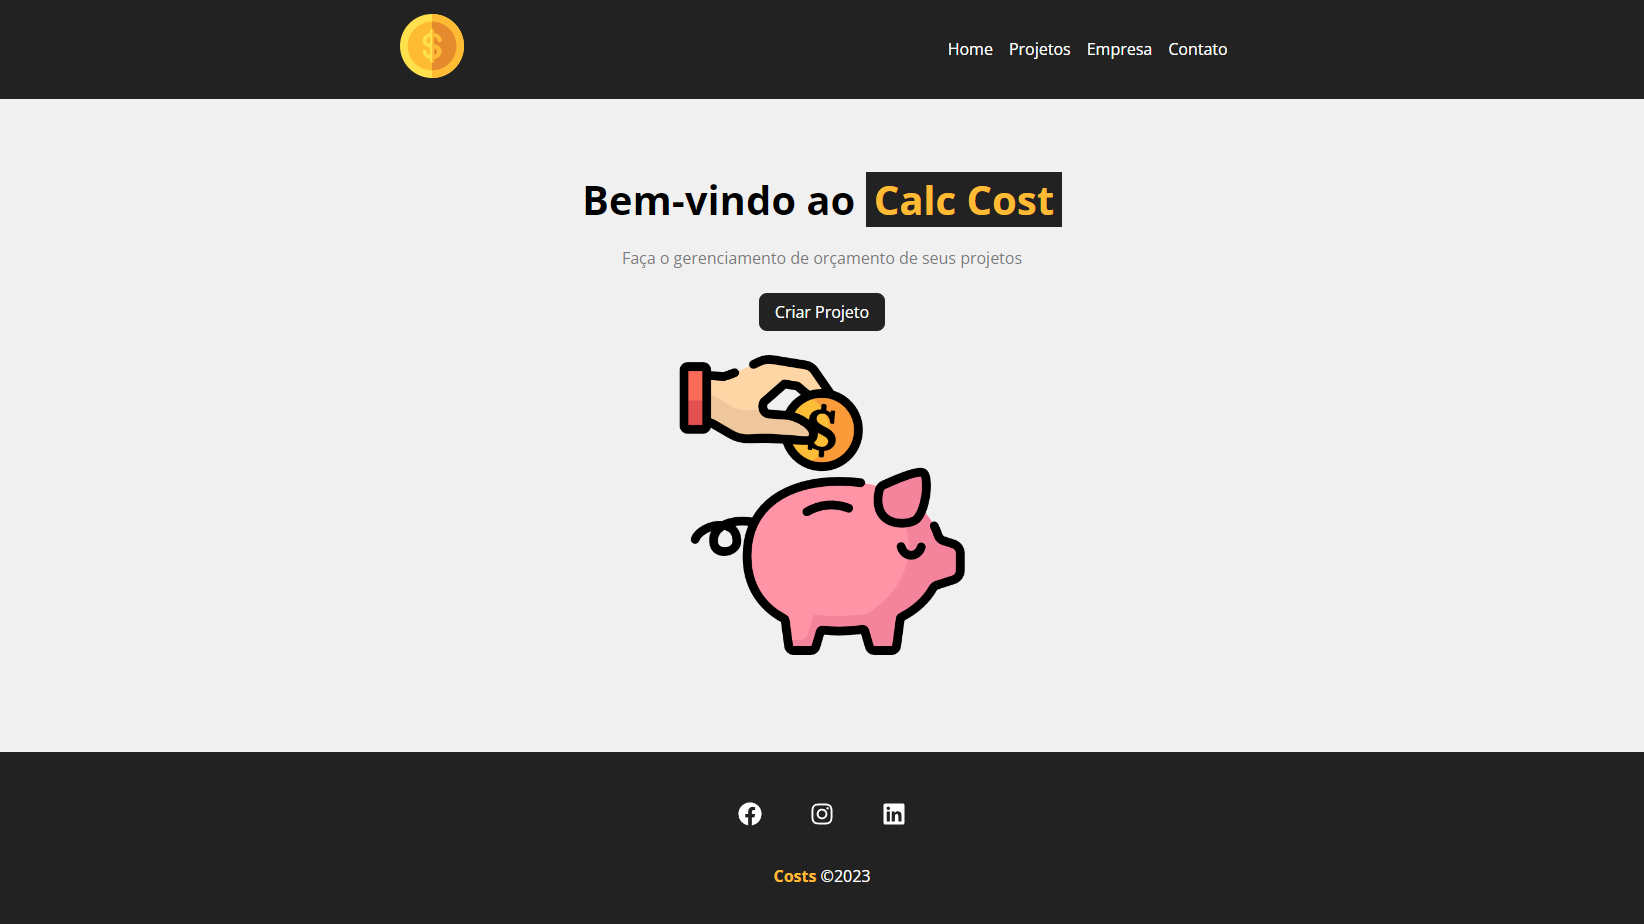 Home Projetos Empresa Contato
Bem-vindo ao Calc Cost
Faça o gerenciamento de orçamento de seus projetos
Criar Projeto
Costs ©2023